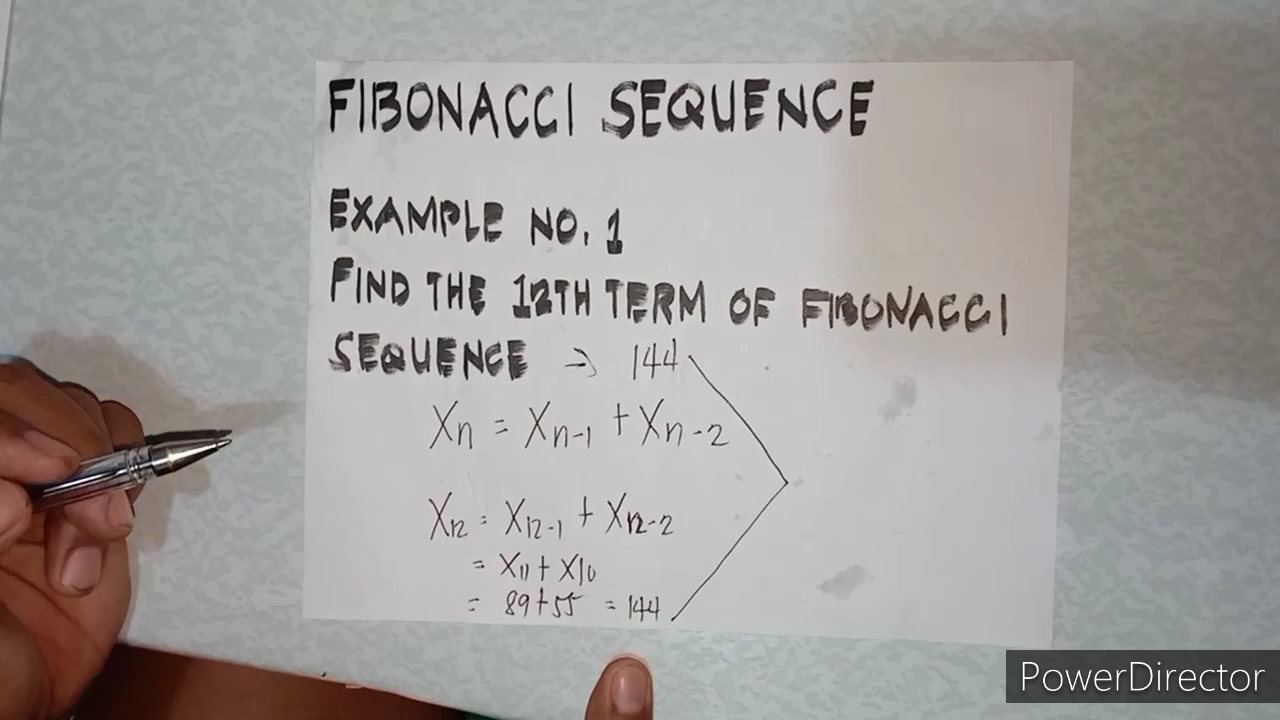 FIBONACCI SEQUENCE
EXAMPLE NO. 1
FIND THE 12TH TERM OF FIBONACCI
SEQUENCE → 144
Xn = Xn-1 + Xn-2
X12 = X12-1 + X12-2
= X11 + X10
= 89+55 = 144
PowerDirector